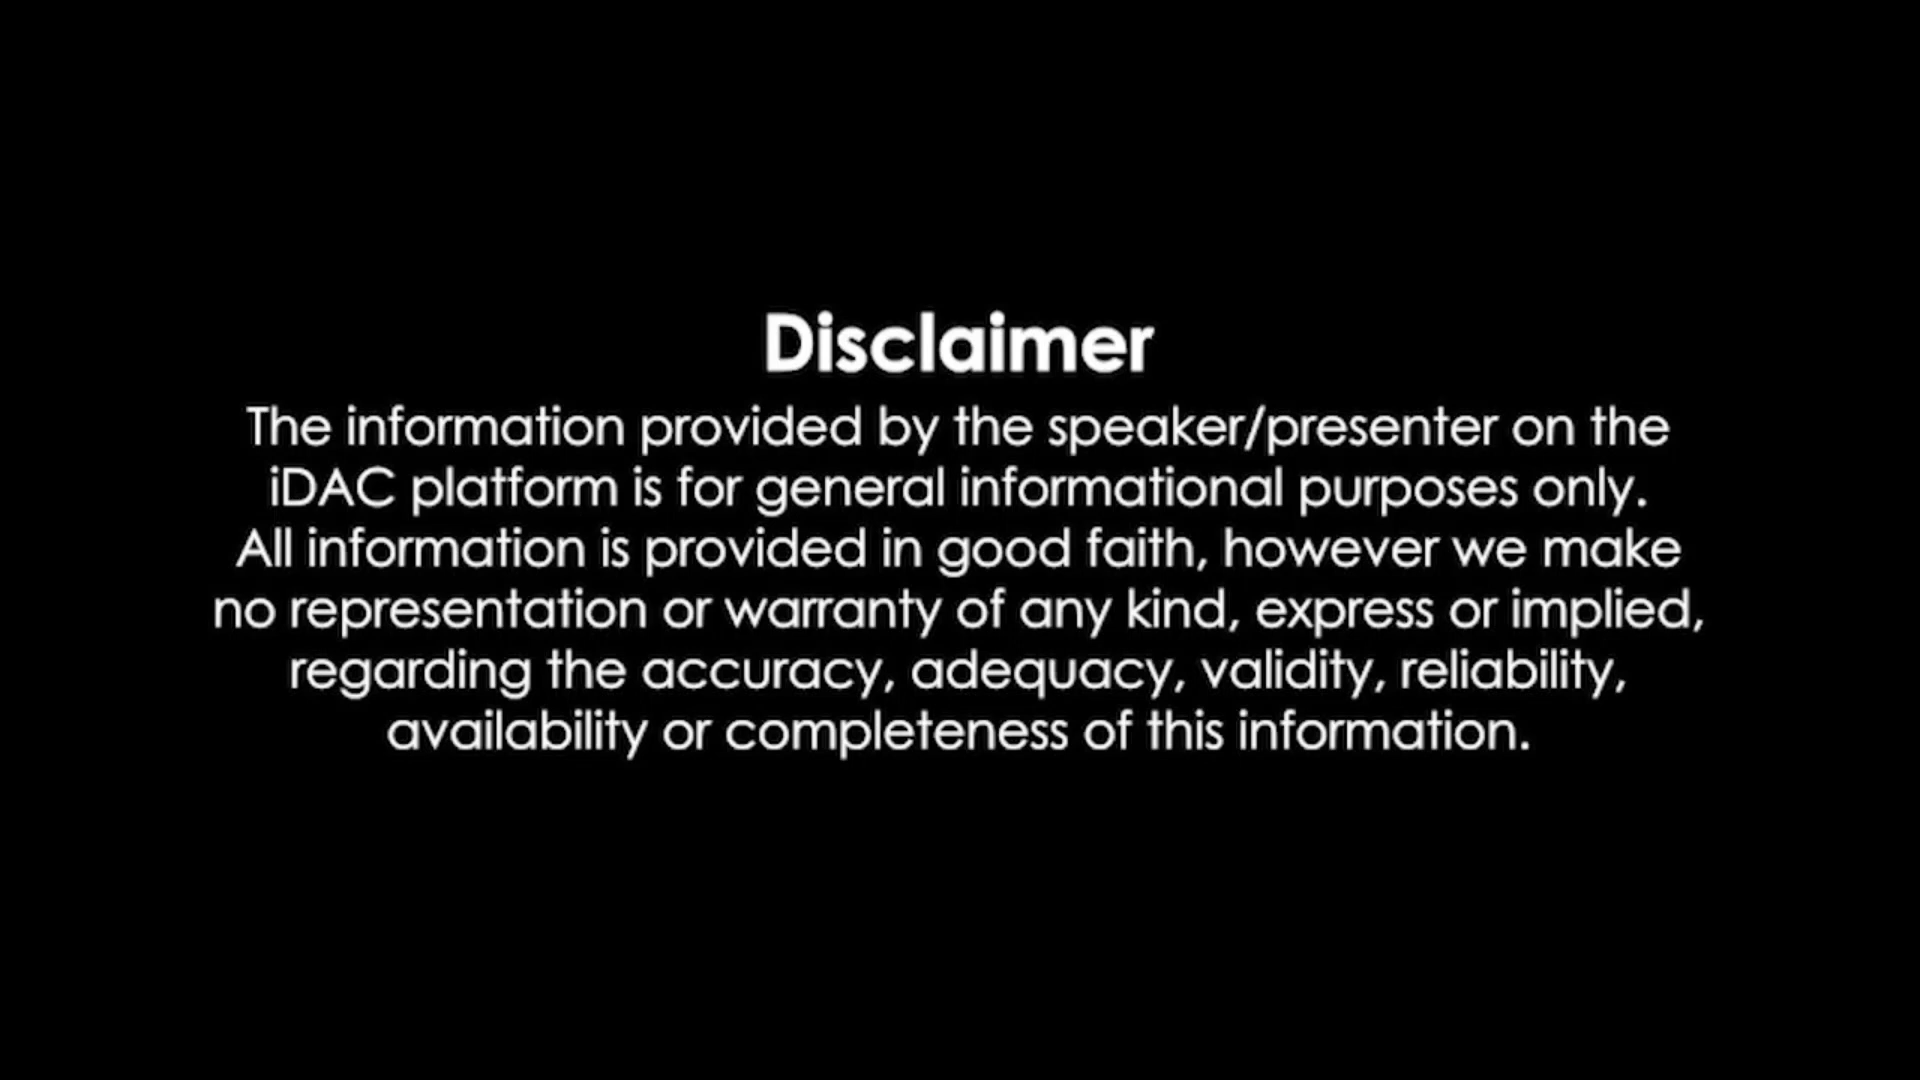 Disclaimer
The information provided by the speaker/presenter on the
iDAC platform is for general informational purposes only.
All information is provided in good faith, however we make
no representation or warranty of any kind, express or implied,
regarding the accuracy, adequacy, validity, reliability,
availability or completeness of this information.